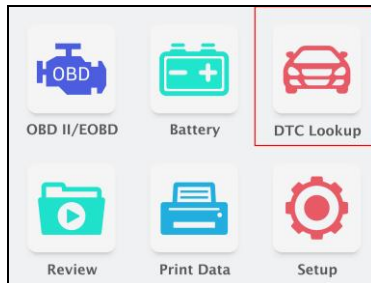 OBD
OBD II/EOBD
Battery
DTC Lookup
Review
Print Data
Setup